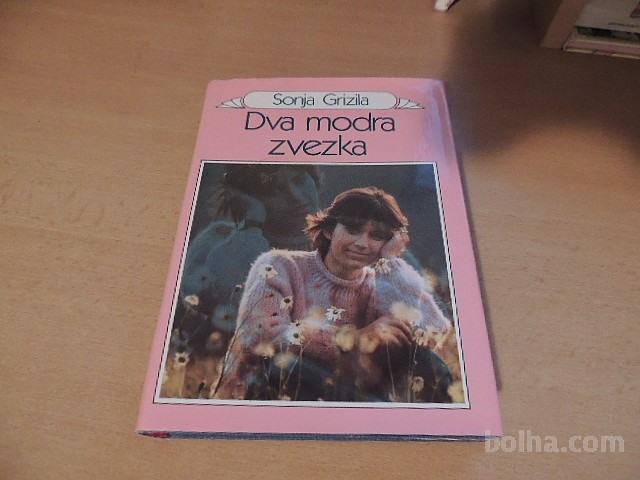 Sonja Grizila
Dva modra
zvezka
bolha.com